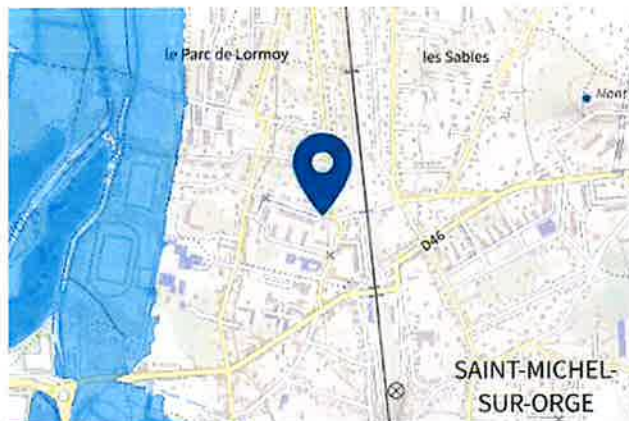 le Parc de Lormoy
les Sables
D46
SAINT-MICHEL-
SUR-ORGE